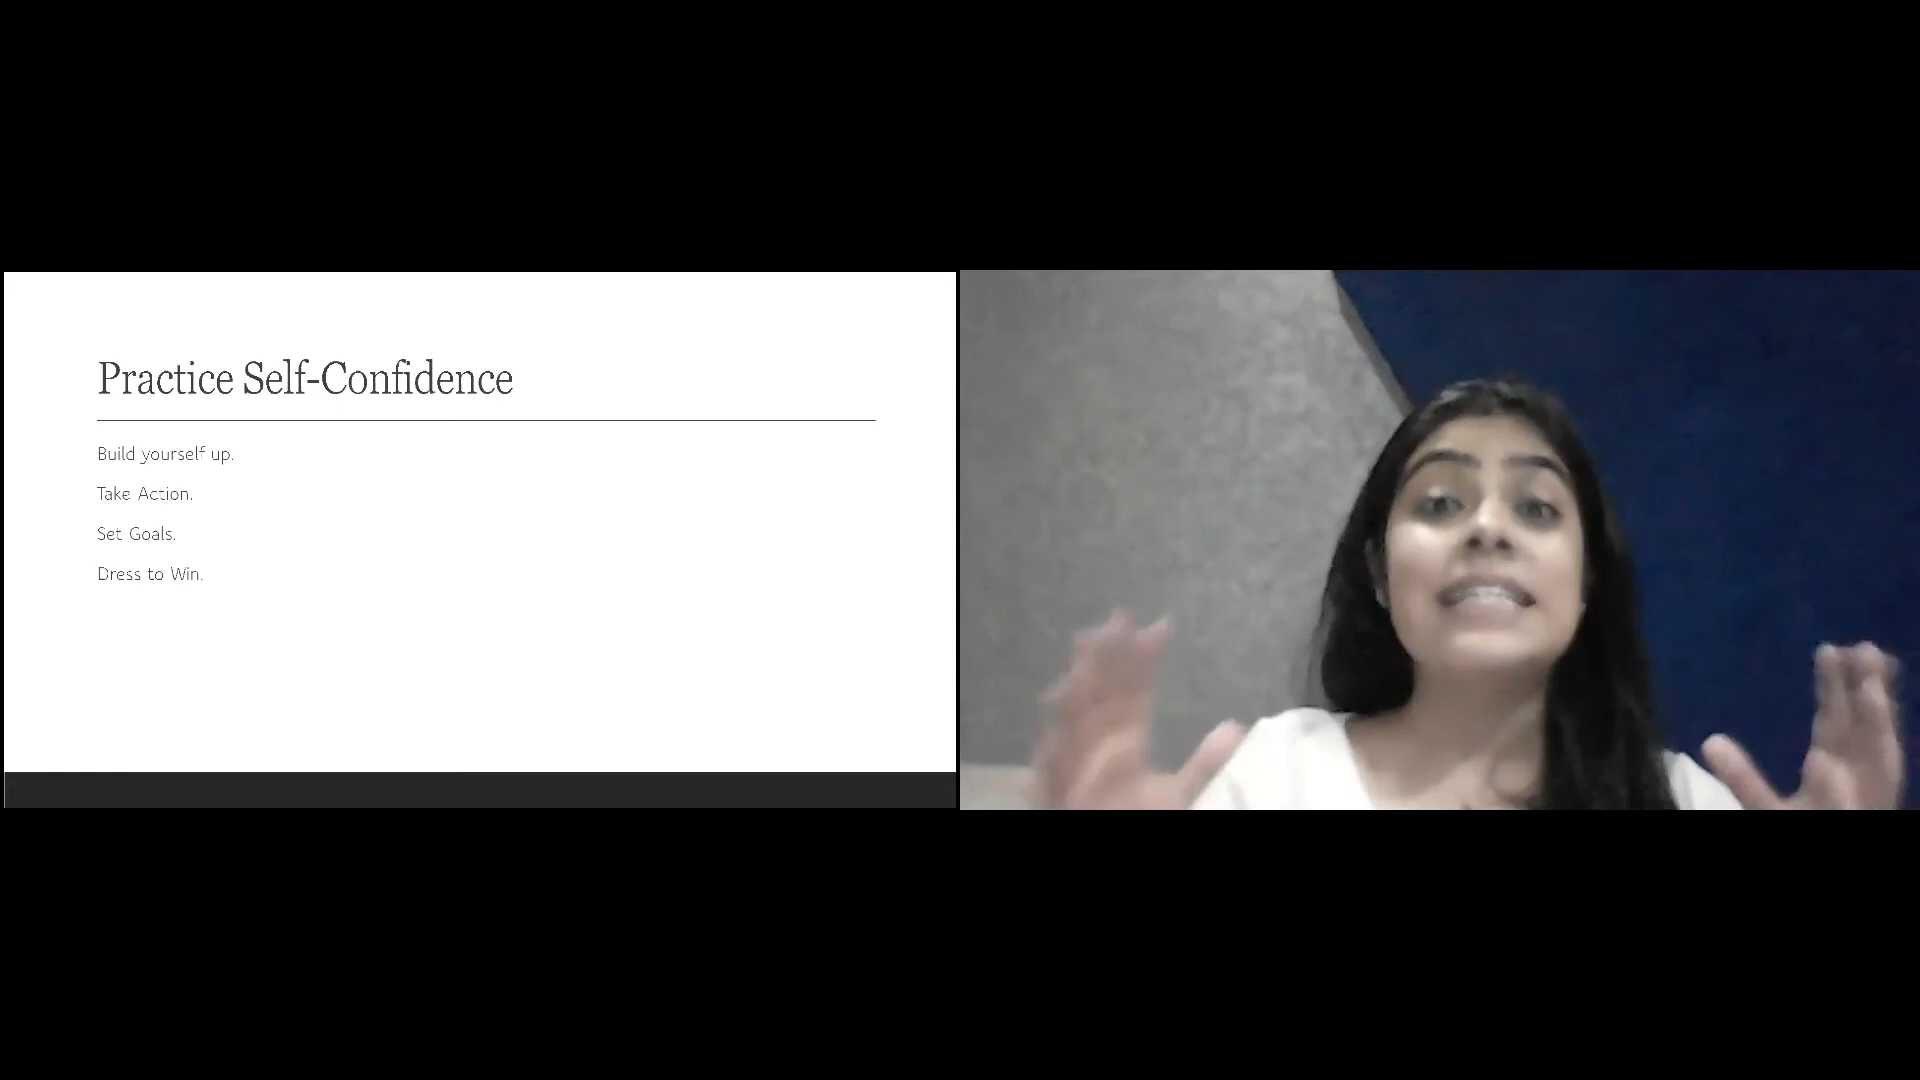 Practice Self-Confidence
Build yourself up.
Take Action.
Set Goals.
Dress to Win.